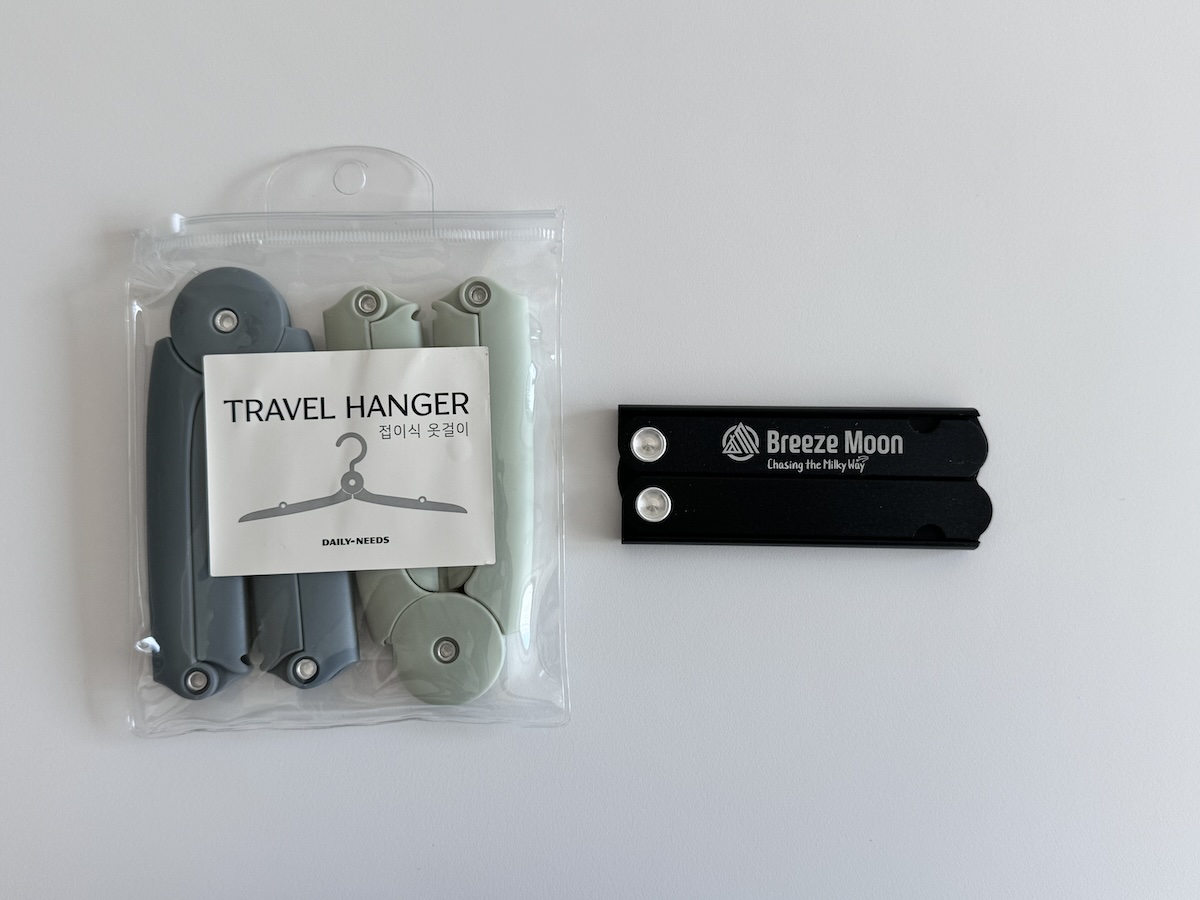 TRAVEL HANGER
접이식 옷걸이
DAILY-NEEDS
Breeze Moon
Chasing the Milky Way